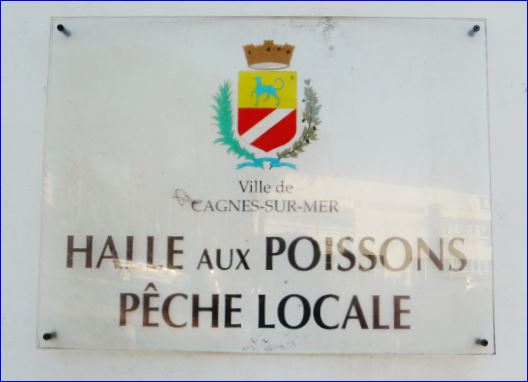 Ville de
CAGNES-SUR-MER
HALLE AUX POISSONS
PÊCHE LOCALE